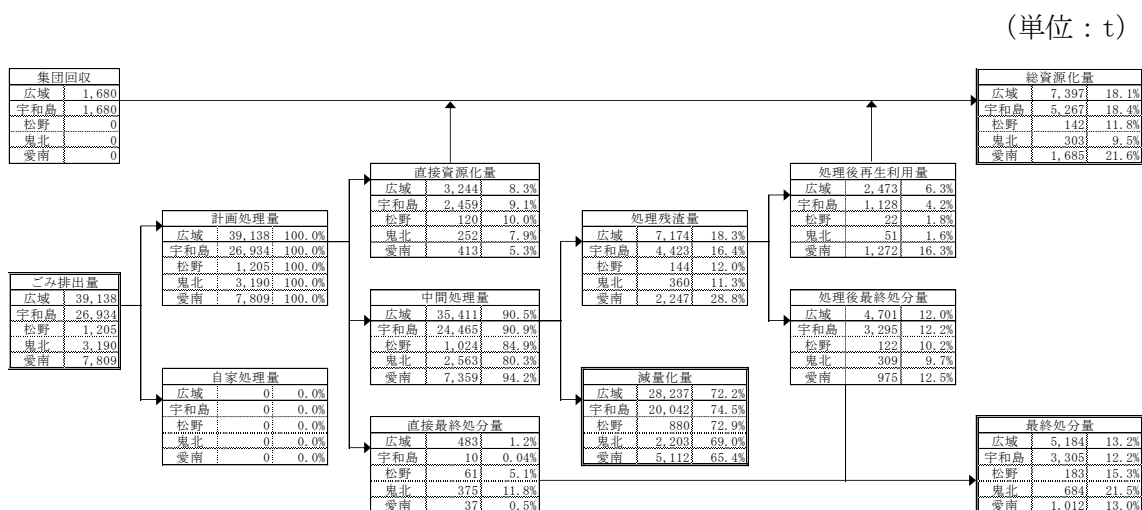 （単位：t）
集団回収
広域 1,680
宇和島 1,680
松野 0
鬼北 0
愛南 0
総資源化量
広域 7,397 18.1%
宇和島 5,267 18.4%
松野 142 11.8%
鬼北 303 9.5%
愛南 1,685 21.6%
直接資源化量
広域 3,244 8.3%
宇和島 2,459 9.1%
松野 120 10.0%
鬼北 252 7.9%
愛南 413 5.3%
処理後再生利用量
広域 2,473 6.3%
宇和島 1,128 4.2%
松野 22 1.8%
鬼北 51 1.6%
愛南 1,272 16.3%
計画処理量
広域 39,138 100.0%
宇和島 26,934 100.0%
松野 1,205 100.0%
鬼北 3,190 100.0%
愛南 7,809 100.0%
処理残渣量
広域 7,174 18.3%
宇和島 4,423 16.4%
松野 144 12.0%
鬼北 360 11.3%
愛南 2,247 28.8%
ごみ排出量
広域 39,138
宇和島 26,934
松野 1,205
鬼北 3,190
愛南 7,809
中間処理量
広域 35,411 90.5%
宇和島 24,465 90.9%
松野 1,024 84.9%
鬼北 2,563 80.3%
愛南 7,359 94.2%
処理後最終処分量
広域 4,701 12.0%
宇和島 3,295 12.2%
松野 122 10.2%
鬼北 309 9.7%
愛南 975 12.5%
自家処理量
広域 0 0.0%
宇和島 0 0.0%
松野 0 0.0%
鬼北 0 0.0%
愛南 0 0.0%
減量化量
広域 28,237 72.2%
宇和島 20,042 74.5%
松野 880 72.9%
鬼北 2,203 69.0%
愛南 5,112 65.4%
直接最終処分量
広域 483 1.2%
宇和島 10 0.04%
松野 61 5.1%
鬼北 375 11.8%
愛南 37 0.5%
最終処分量
広域 5,184 13.2%
宇和島 3,305 12.2%
松野 183 15.3%
鬼北 684 21.5%
愛南 1,012 13.0%